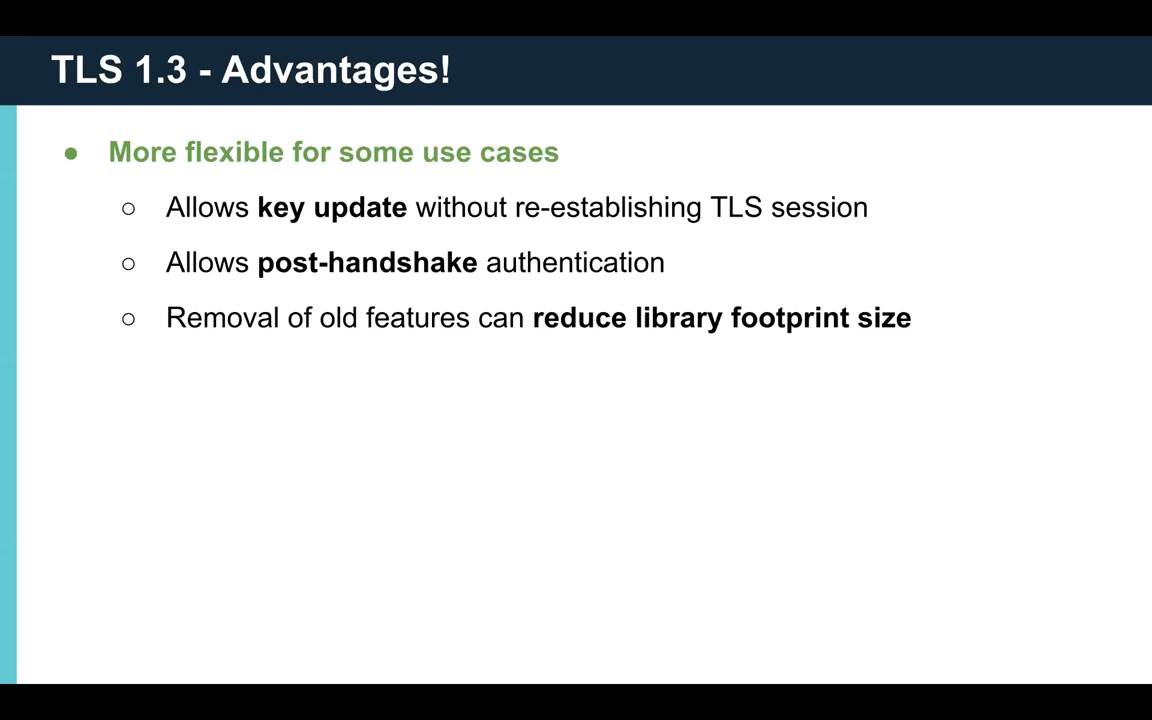 TLS 1.3 - Advantages!
● More flexible for some use cases
○ Allows key update without re-establishing TLS session
○ Allows post-handshake authentication
○ Removal of old features can reduce library footprint size